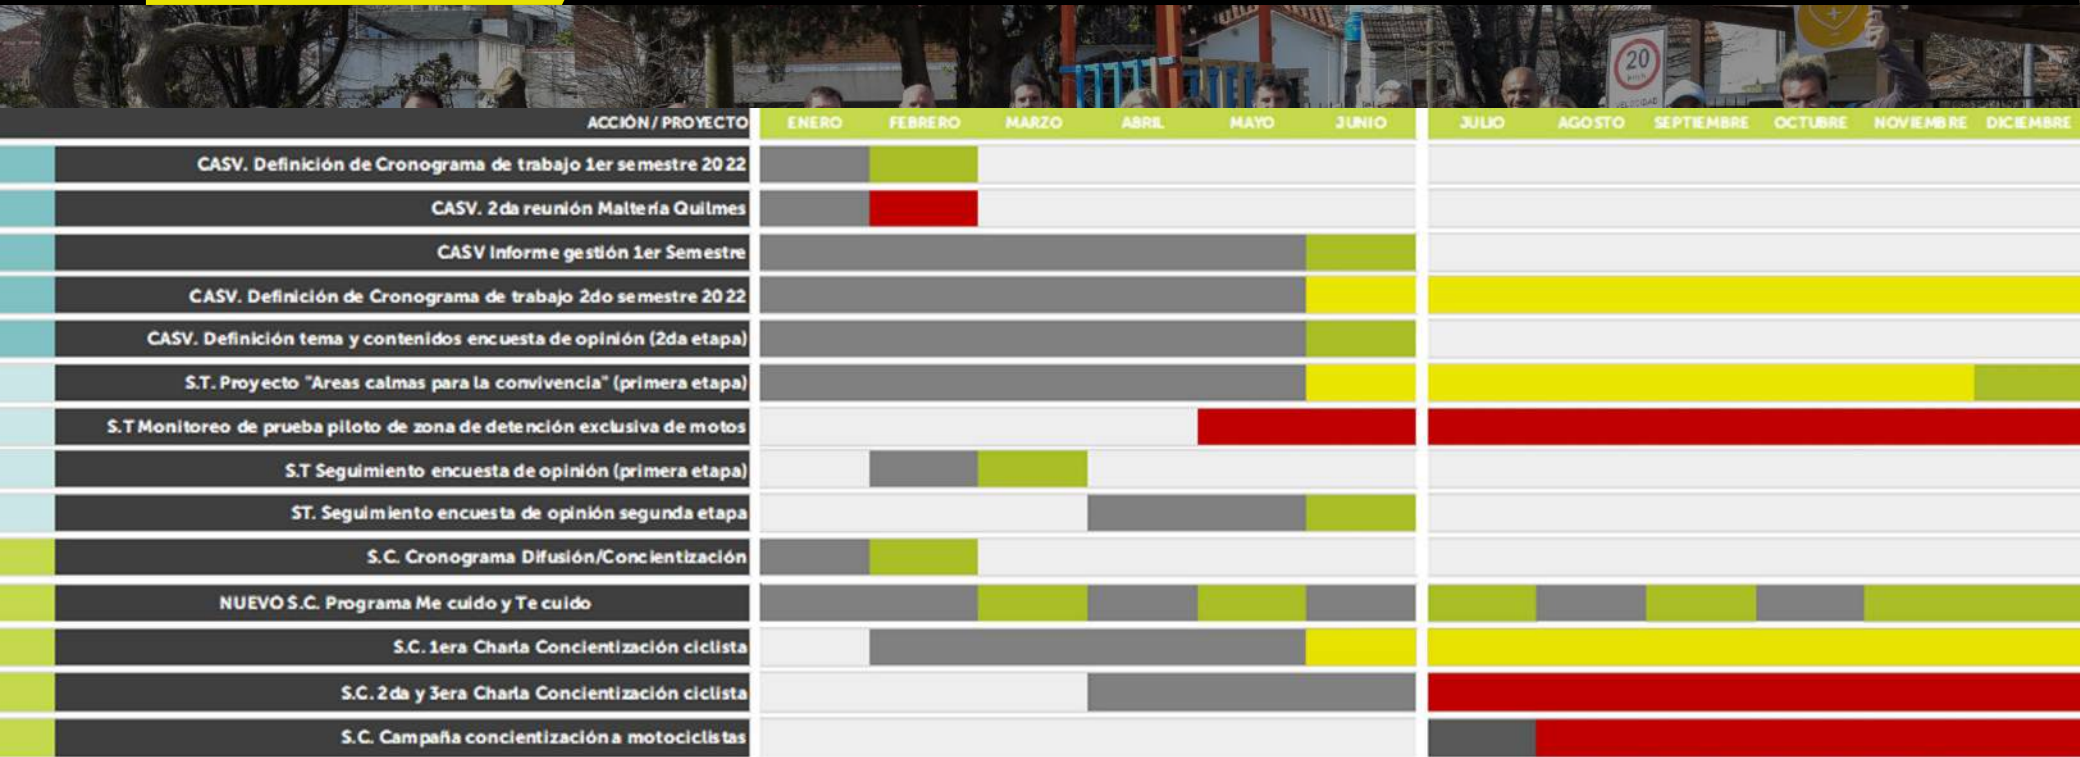 20
ACCIÓN / PROYECTO ENERO FEBRERO MARZO ABRIL MAYO JUNIO JULIO AGOSTO SEPTIEMBRE OCTUBRE NOVIEMBRE DICIEMBRE
CASV. Definición de Cronograma de trabajo 1er semestre 2022
CASV. 2da reunión Maltería Quilmes
CASV Informe gestión 1er Semestre
CASV. Definición de Cronograma de trabajo 2do semestre 2022
CASV. Definición tema y contenidos encuesta de opinión (2da etapa)
S.T. Proyecto "Areas calmas para la convivencia" (primera etapa)
S.T Monitoreo de prueba piloto de zona de detención exclusiva de motos
S.T Seguimiento encuesta de opinión (primera etapa)
ST. Seguimiento encuesta de opinión segunda etapa
S.C. Cronograma Difusión/Concientización
NUEVO S.C. Programa Me cuido y Te cuido
S.C. 1era Charla Concientización ciclista
S.C. 2da y 3era Charla Concientización ciclista
S.C. Campaña concientización a motociclistas